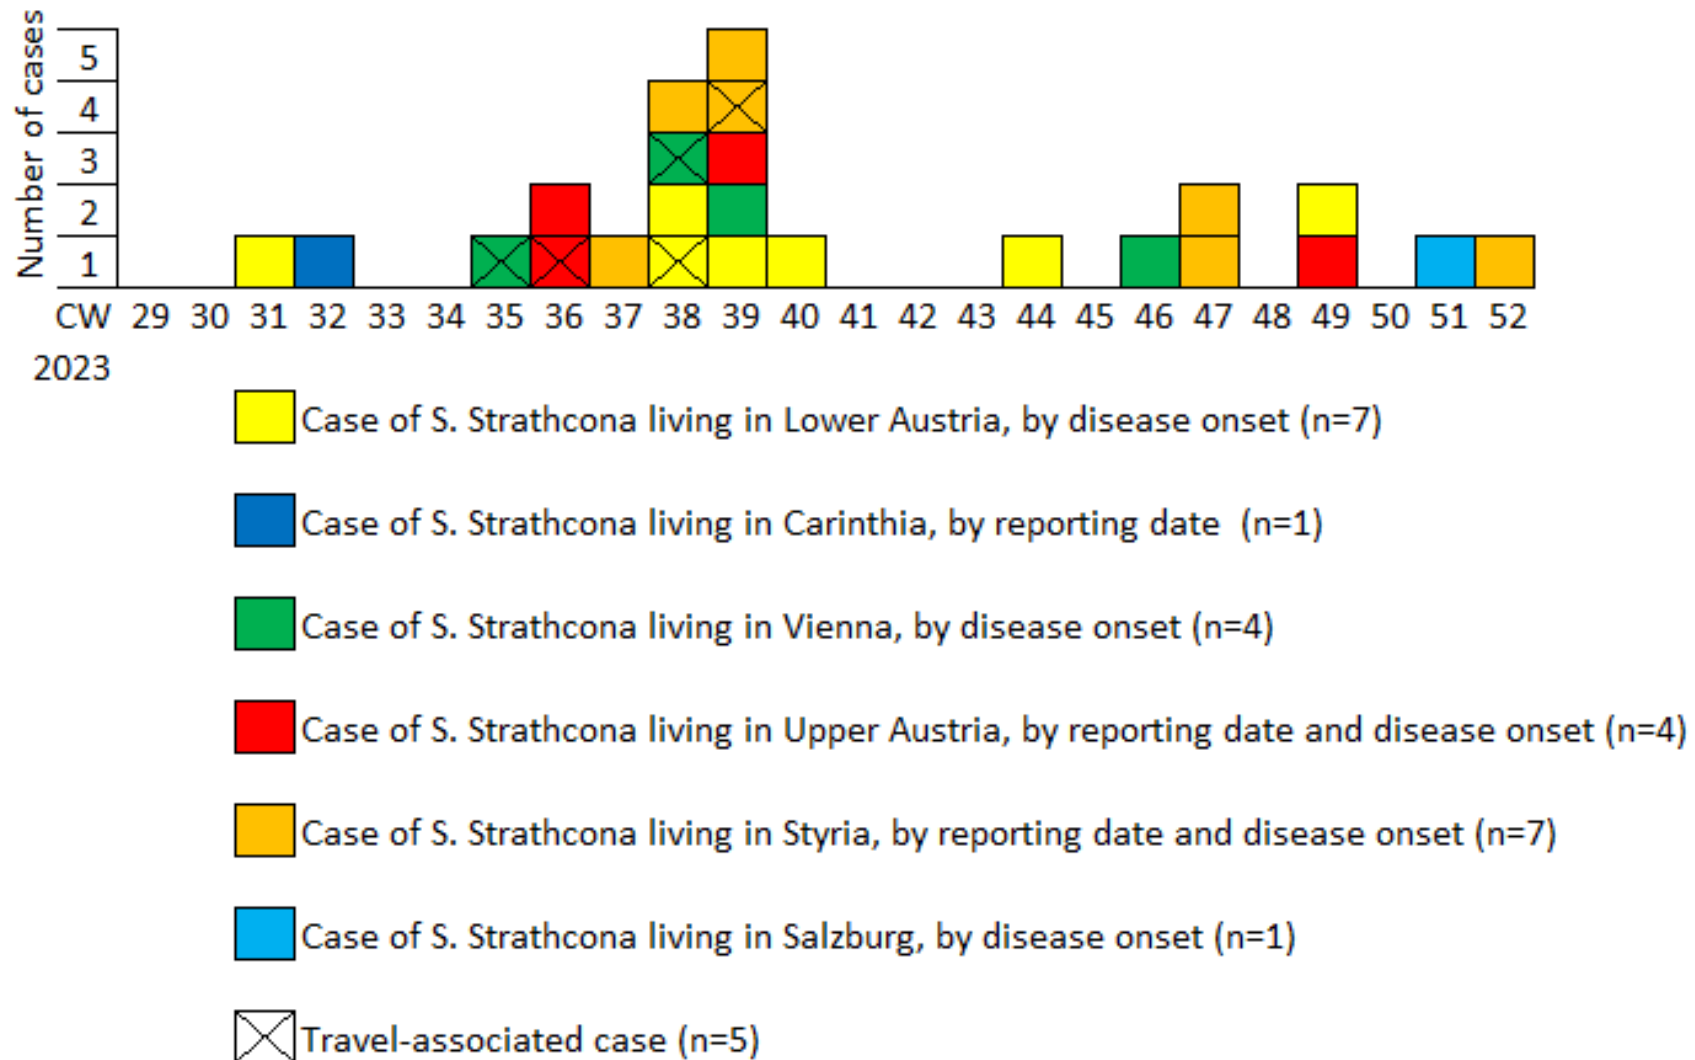 Number of cases
5
4
3
2
1
CW 29 30 31 32 33 34 35 36 37 38 39 40 41 42 43 44 45 46 47 48 49 50 51 52
2023
Case of S. Strathcona living in Lower Austria, by disease onset (n=7)
Case of S. Strathcona living in Carinthia, by reporting date  (n=1)
Case of S. Strathcona living in Vienna, by disease onset (n=4)
Case of S. Strathcona living in Upper Austria, by reporting date and disease onset (n=4)
Case of S. Strathcona living in Styria, by reporting date and disease onset (n=7)
Case of S. Strathcona living in Salzburg, by disease onset (n=1)
Travel-associated case (n=5)